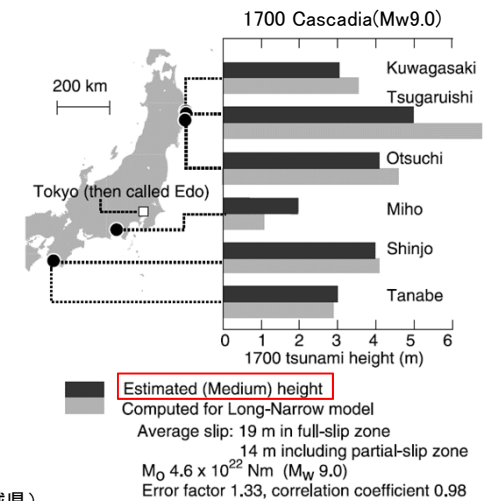 1700 Cascadia(Mw9.0)
200 km
Kuwagasaki
Tsugaruishi
Otsuchi
Tokyo (then called Edo)
Miho
Shinjo
Tanabe
0 1 2 3 4 5 6
1700 tsunami height (m)
Estimated (Medium) height
Computed for Long-Narrow model
Average slip: 19 m in full-slip zone
14 m including partial-slip zone
Mo 4.6 x 10²² Nm (Mw 9.0)
Error factor 1.33, correlation coefficient 0.98
県)